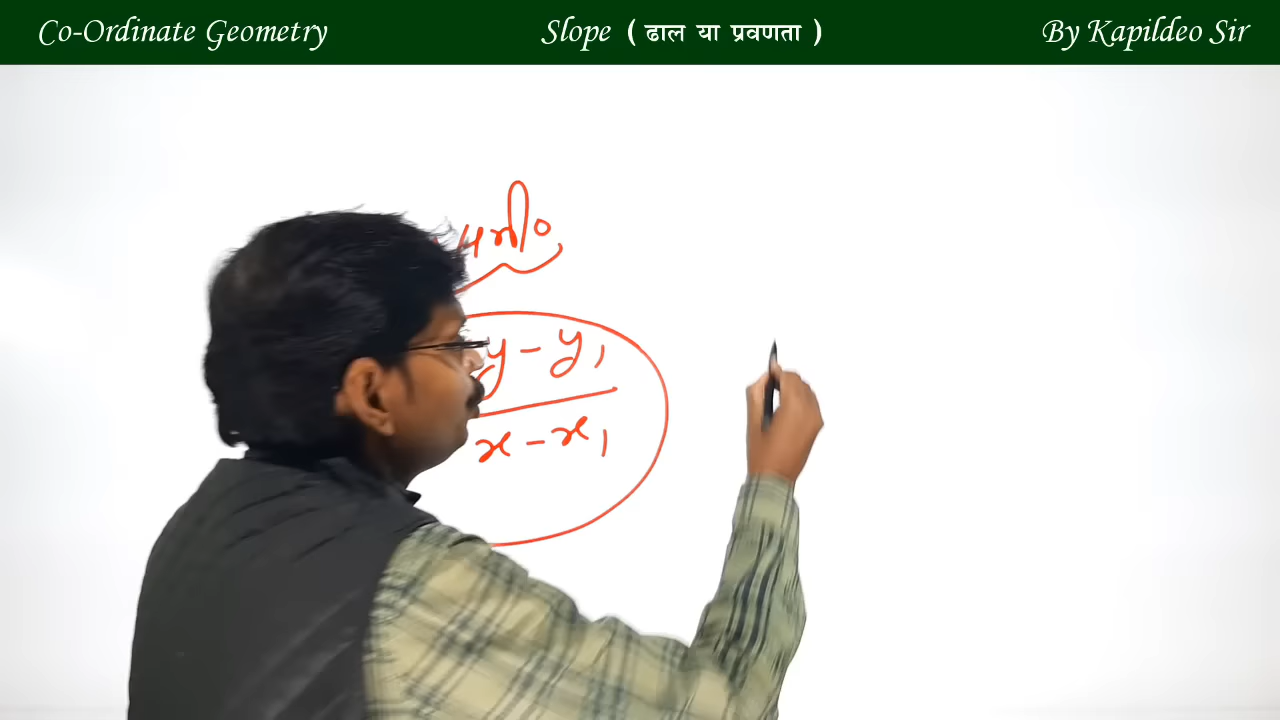 Co-Ordinate Geometry Slope ( ढाल या प्रवणता ) By Kapildeo Sir
y - y₁
x - x₁